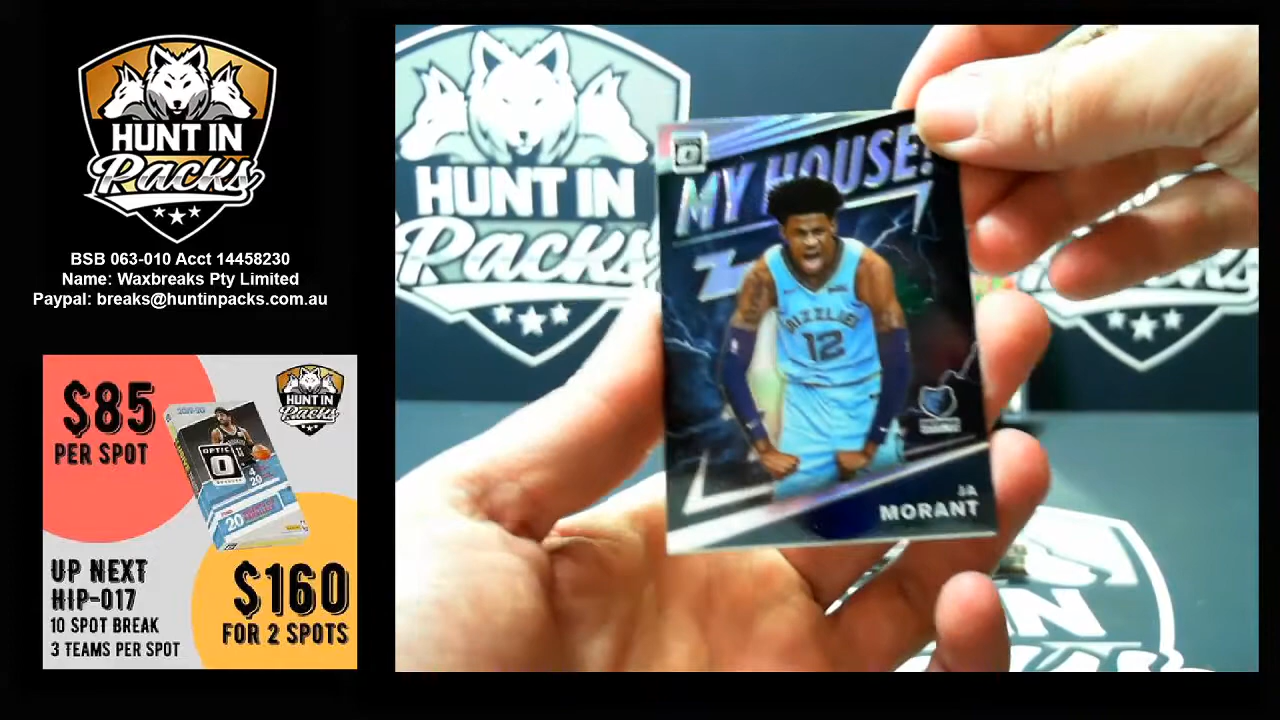 HUNT IN
Packs
BSB 063-010 Acct 14458230
Name: Waxbreaks Pty Limited
Paypal: breaks@huntinpacks.com.au
$85
PER SPOT
HUNT IN
Packs
OPTIC
20
UP NEXT
HIP-017
10 SPOT BREAK
3 TEAMS PER SPOT
$160
FOR 2 SPOTS
HUNT IN
Packs
MY HOUSE!
GRIZZLIES
12
JA
MORANT